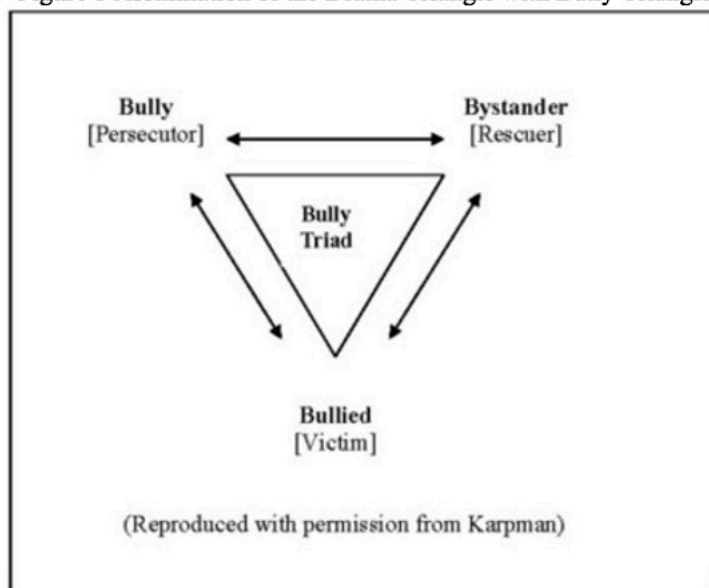 Bully
[Persecutor]
Bystander
[Rescuer]
Bully
Triad
Bullied
[Victim]
(Reproduced with permission from Karpman)